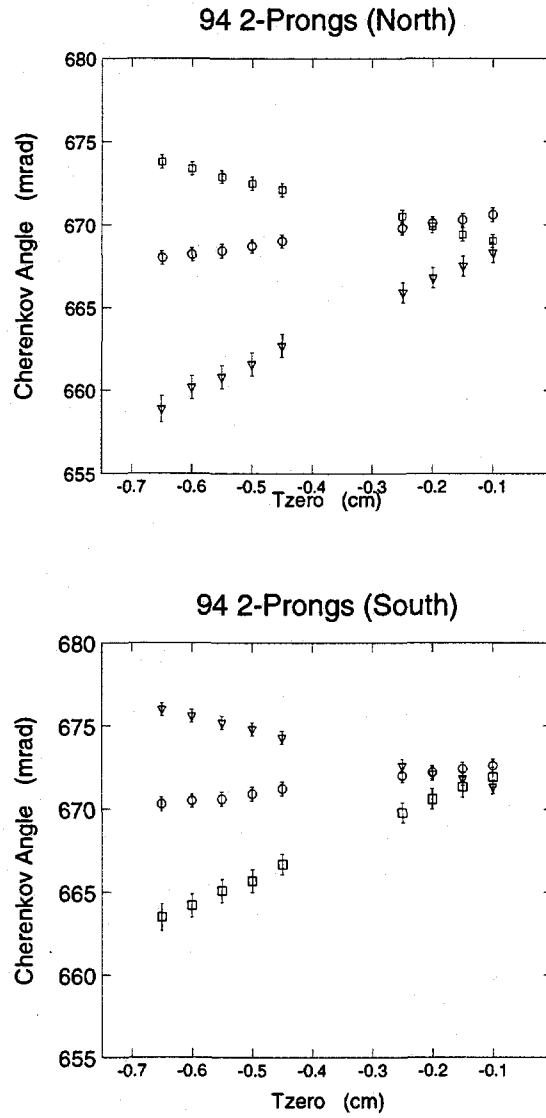 94 2-Prongs (North)
680
675
670
665
660
655
Cherenkov Angle (mrad)
-0.7 -0.6 -0.5 -0.4 -0.3 -0.2 -0.1
Tzero (cm)
94 2-Prongs (South)
680
675
670
665
660
655
Cherenkov Angle (mrad)
-0.7 -0.6 -0.5 -0.4 -0.3 -0.2 -0.1
Tzero (cm)